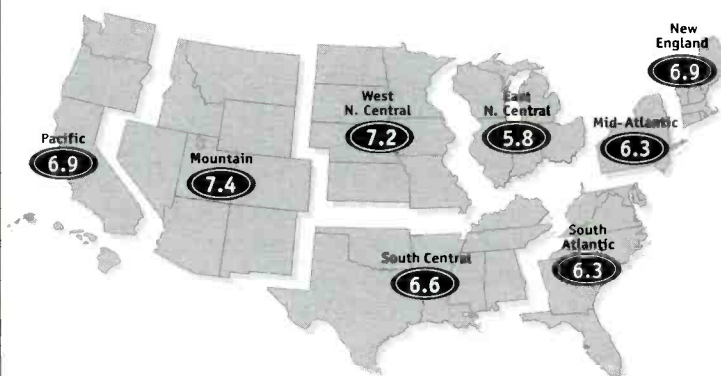 New
England
6.9
West
N. Central
7.2
East
N. Central
5.8
Mid-Atlantic
6.3
Pacific
6.9
Mountain
7.4
South
Atlantic
6.3
South Central
6.6